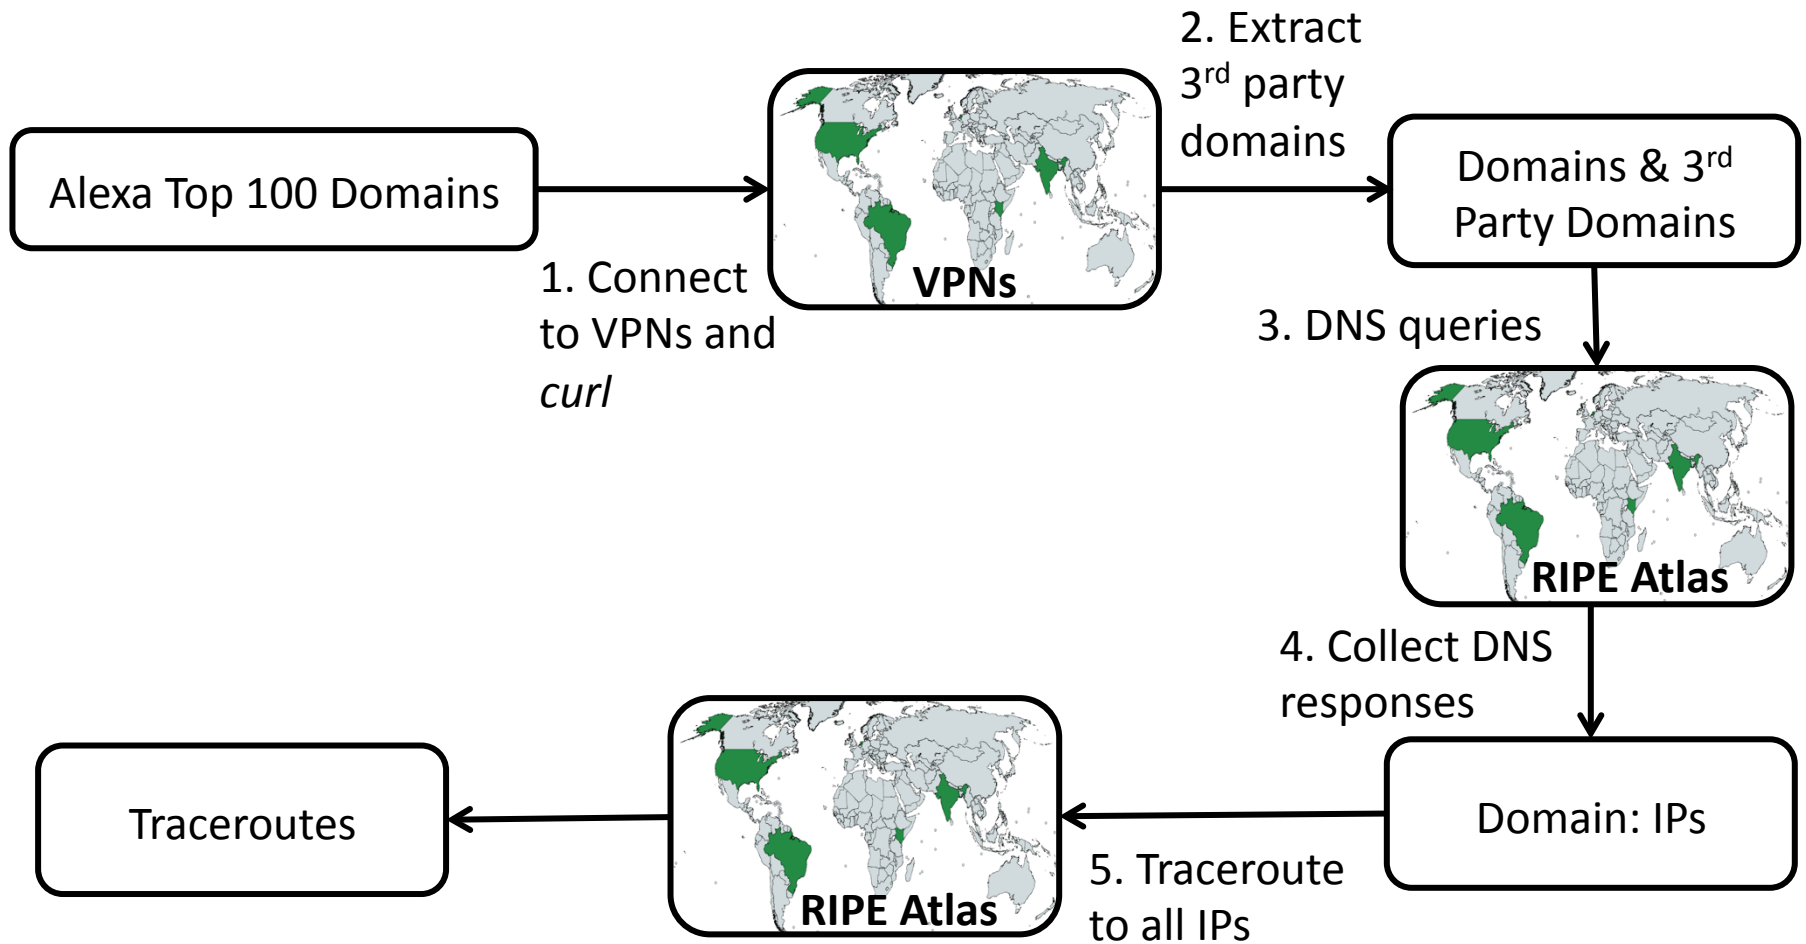 Alexa Top 100 Domains
1. Connect
to VPNs and
curl
VPNs
2. Extract
3rd party
domains
Domains & 3rd
Party Domains
3. DNS queries
RIPE Atlas
4. Collect DNS
responses
Domain: IPs
5. Traceroute
to all IPs
RIPE Atlas
Traceroutes